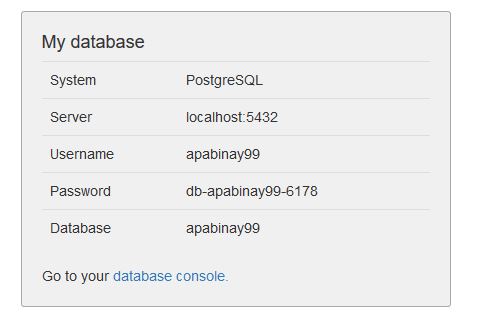 My database
System PostgreSQL
Server localhost:5432
Username apabinay99
Password db-apabinay99-6178
Database apabinay99
Go to your database console.